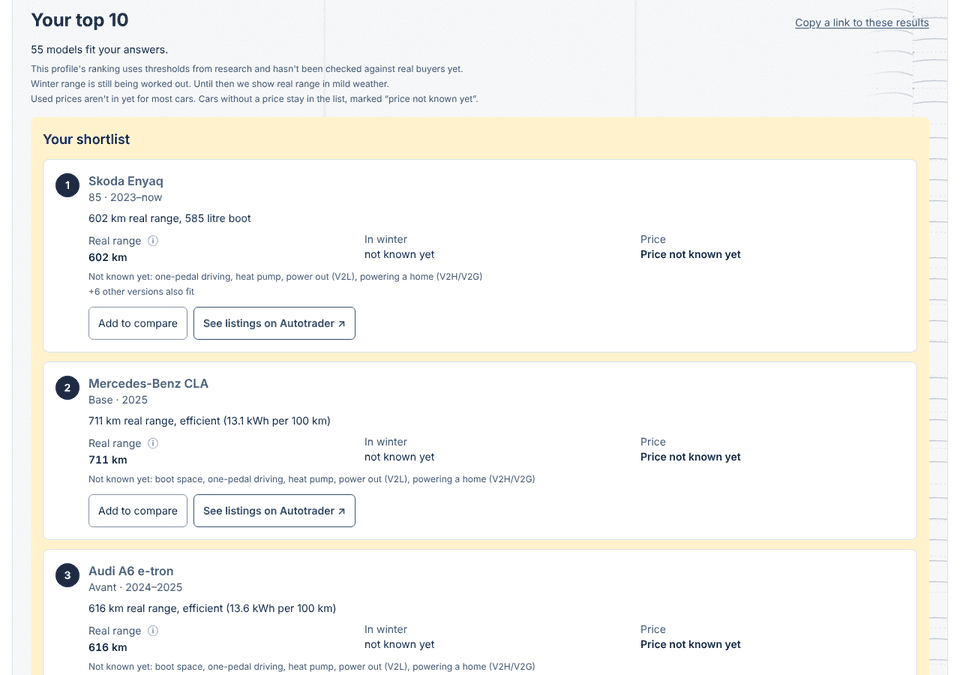 Your top 10
Copy a link to these results
55 models fit your answers.
This profile's ranking uses thresholds from research and hasn't been checked against real buyers yet.
Winter range is still being worked out. Until then we show real range in mild weather.
Used prices aren't in yet for most cars. Cars without a price stay in the list, marked “price not known yet”.
Your shortlist
1
Skoda Enyaq
85 · 2023–now
602 km real range, 585 litre boot
Real range ⓘ
In winter
Price
602 km
not known yet
Price not known yet
Not known yet: one-pedal driving, heat pump, power out (V2L), powering a home (V2H/V2G)
+6 other versions also fit
Add to compare
See listings on Autotrader ↗
2
Mercedes-Benz CLA
Base · 2025
711 km real range, efficient (13.1 kWh per 100 km)
Real range ⓘ
In winter
Price
711 km
not known yet
Price not known yet
Not known yet: boot space, one-pedal driving, heat pump, power out (V2L), powering a home (V2H/V2G)
Add to compare
See listings on Autotrader ↗
3
Audi A6 e-tron
Avant · 2024–2025
616 km real range, efficient (13.6 kWh per 100 km)
Real range ⓘ
In winter
Price
616 km
not known yet
Price not known yet
Not known yet: boot space, one-pedal driving, heat pump, power out (V2L), powering a home (V2H/V2G)